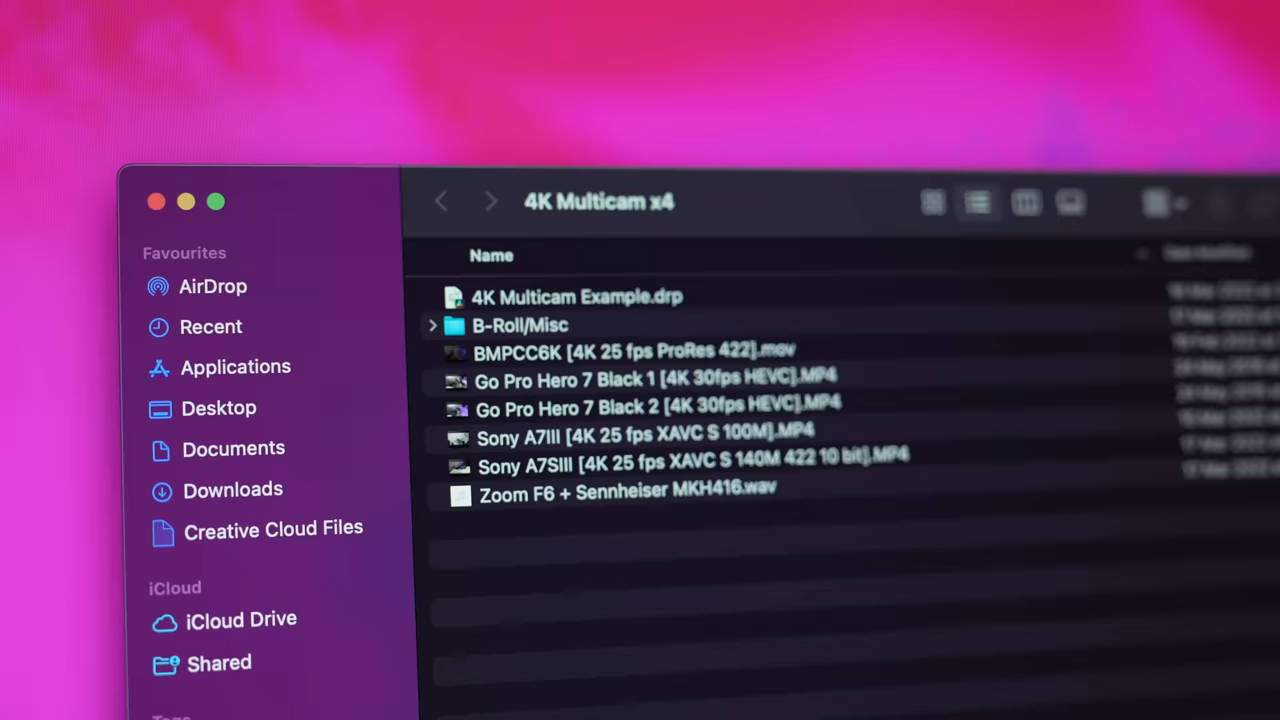 4K Multicam x4
Favourites
AirDrop
Recent
Applications
Desktop
Documents
Downloads
Creative Cloud Files
iCloud
iCloud Drive
Shared
Tags
Name
4K Multicam Example.drp
B-Roll/Misc
BMPCC6K [4K 25 fps ProRes 422].mov
Go Pro Hero 7 Black 1 [4K 30fps HEVC].MP4
Go Pro Hero 7 Black 2 [4K 30fps HEVC].MP4
Sony A7III [4K 25 fps XAVC S 100M].MP4
Sony A7SIII [4K 25 fps XAVC S 140M 422 10 bit].MP4
Zoom F6 + Sennheiser MKH416.wav